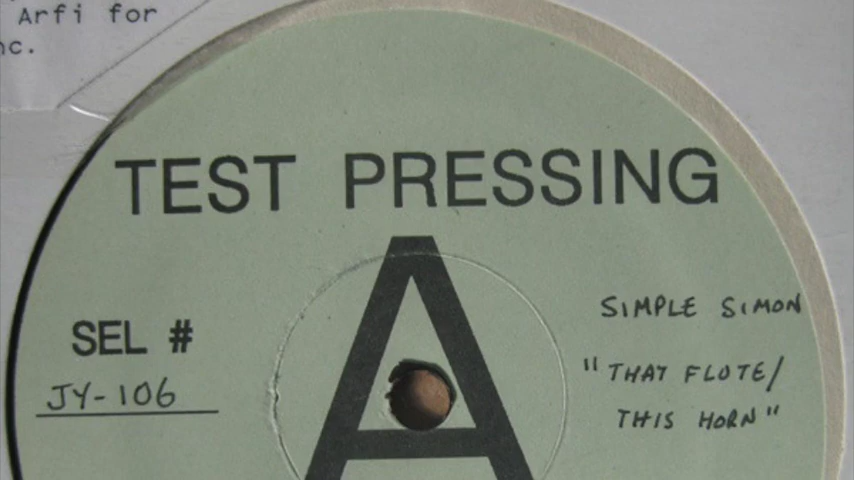 Arfi for
nc.
TEST PRESSING
A
SEL #
JY-106
SIMPLE SIMON
"THAT FLUTE/
THIS HORN"